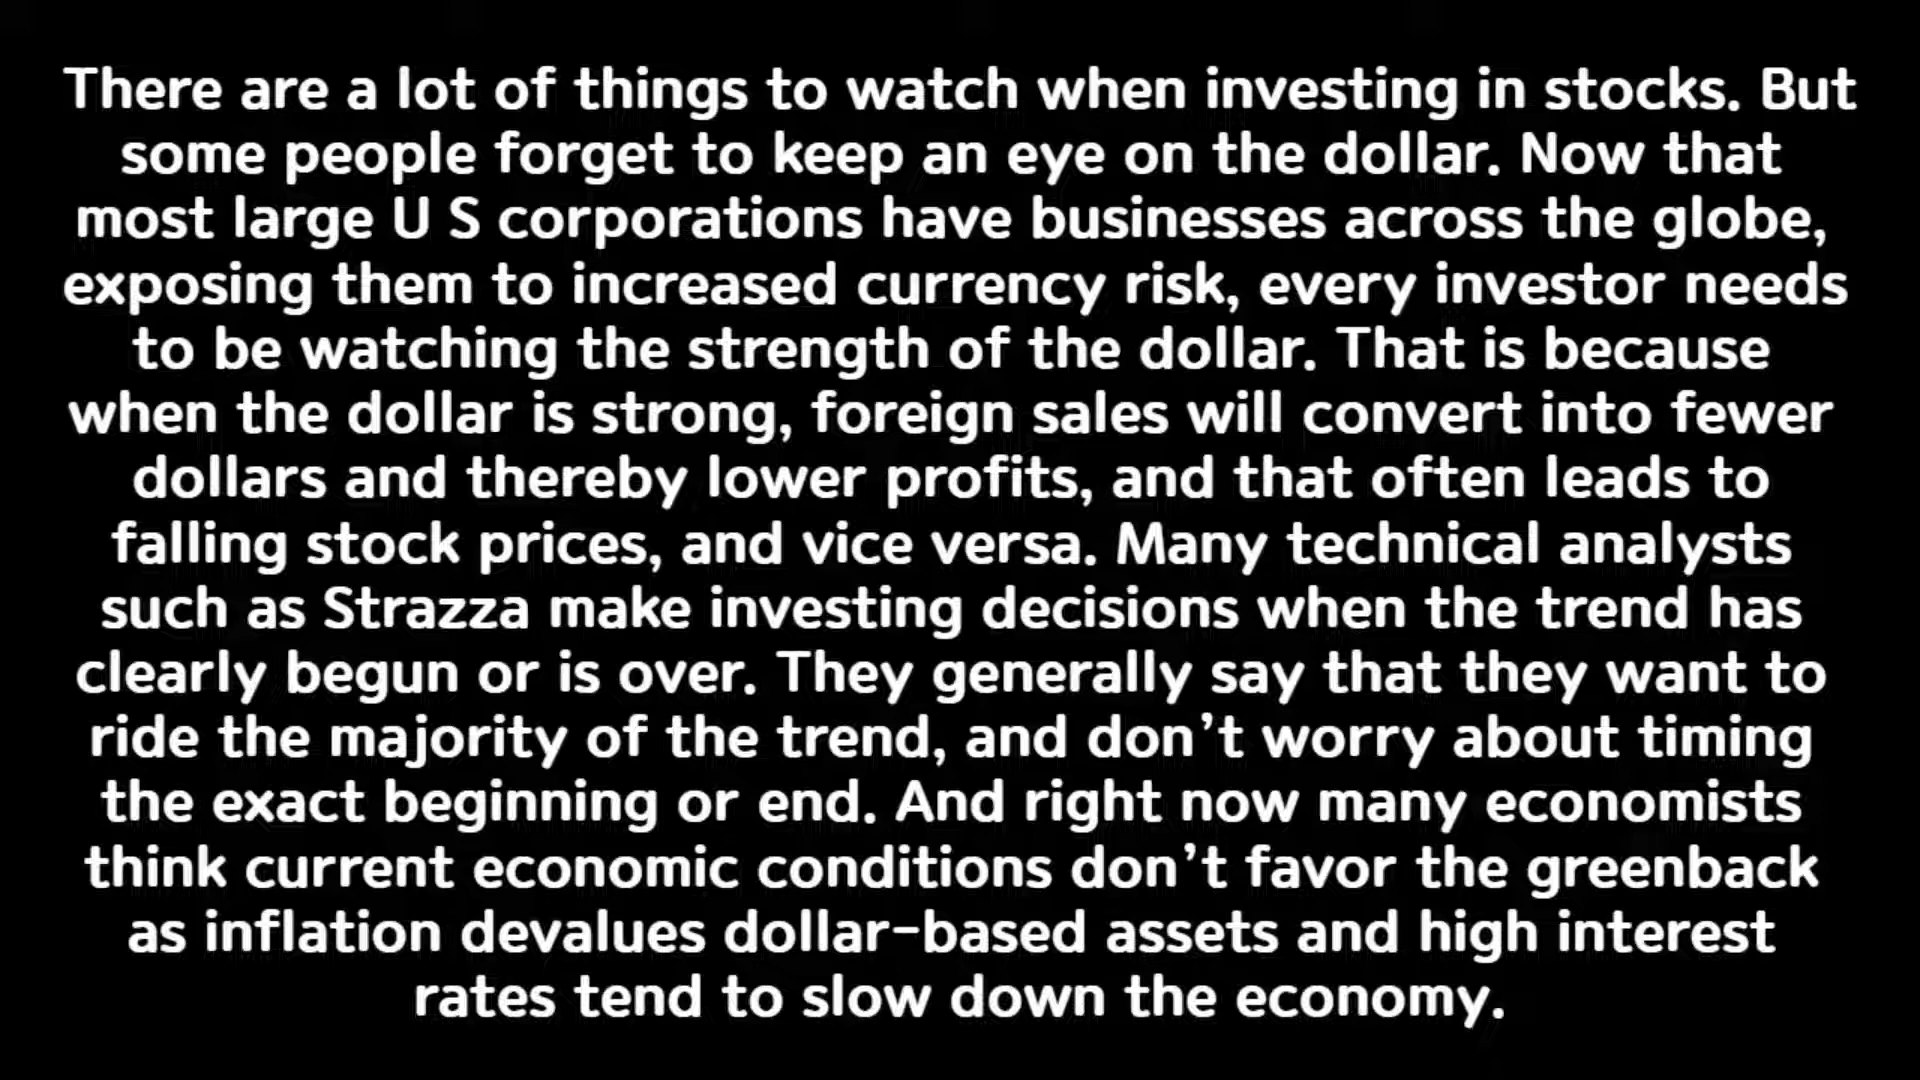 There are a lot of things to watch when investing in stocks. But
some people forget to keep an eye on the dollar. Now that
most large U S corporations have businesses across the globe,
exposing them to increased currency risk, every investor needs
to be watching the strength of the dollar. That is because
when the dollar is strong, foreign sales will convert into fewer
dollars and thereby lower profits, and that often leads to
falling stock prices, and vice versa. Many technical analysts
such as Strazza make investing decisions when the trend has
clearly begun or is over. They generally say that they want to
ride the majority of the trend, and don’t worry about timing
the exact beginning or end. And right now many economists
think current economic conditions don’t favor the greenback
as inflation devalues dollar-based assets and high interest
rates tend to slow down the economy.